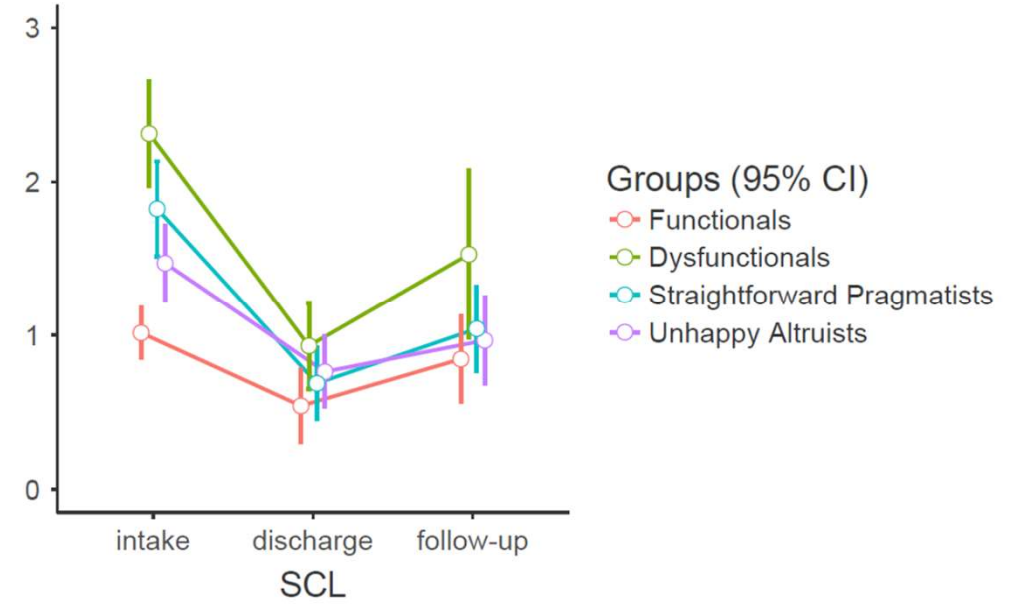 3
2
1
0
intake discharge follow-up
SCL
Groups (95% CI)
Functionals
Dysfunctionals
Straightforward Pragmatists
Unhappy Altruists